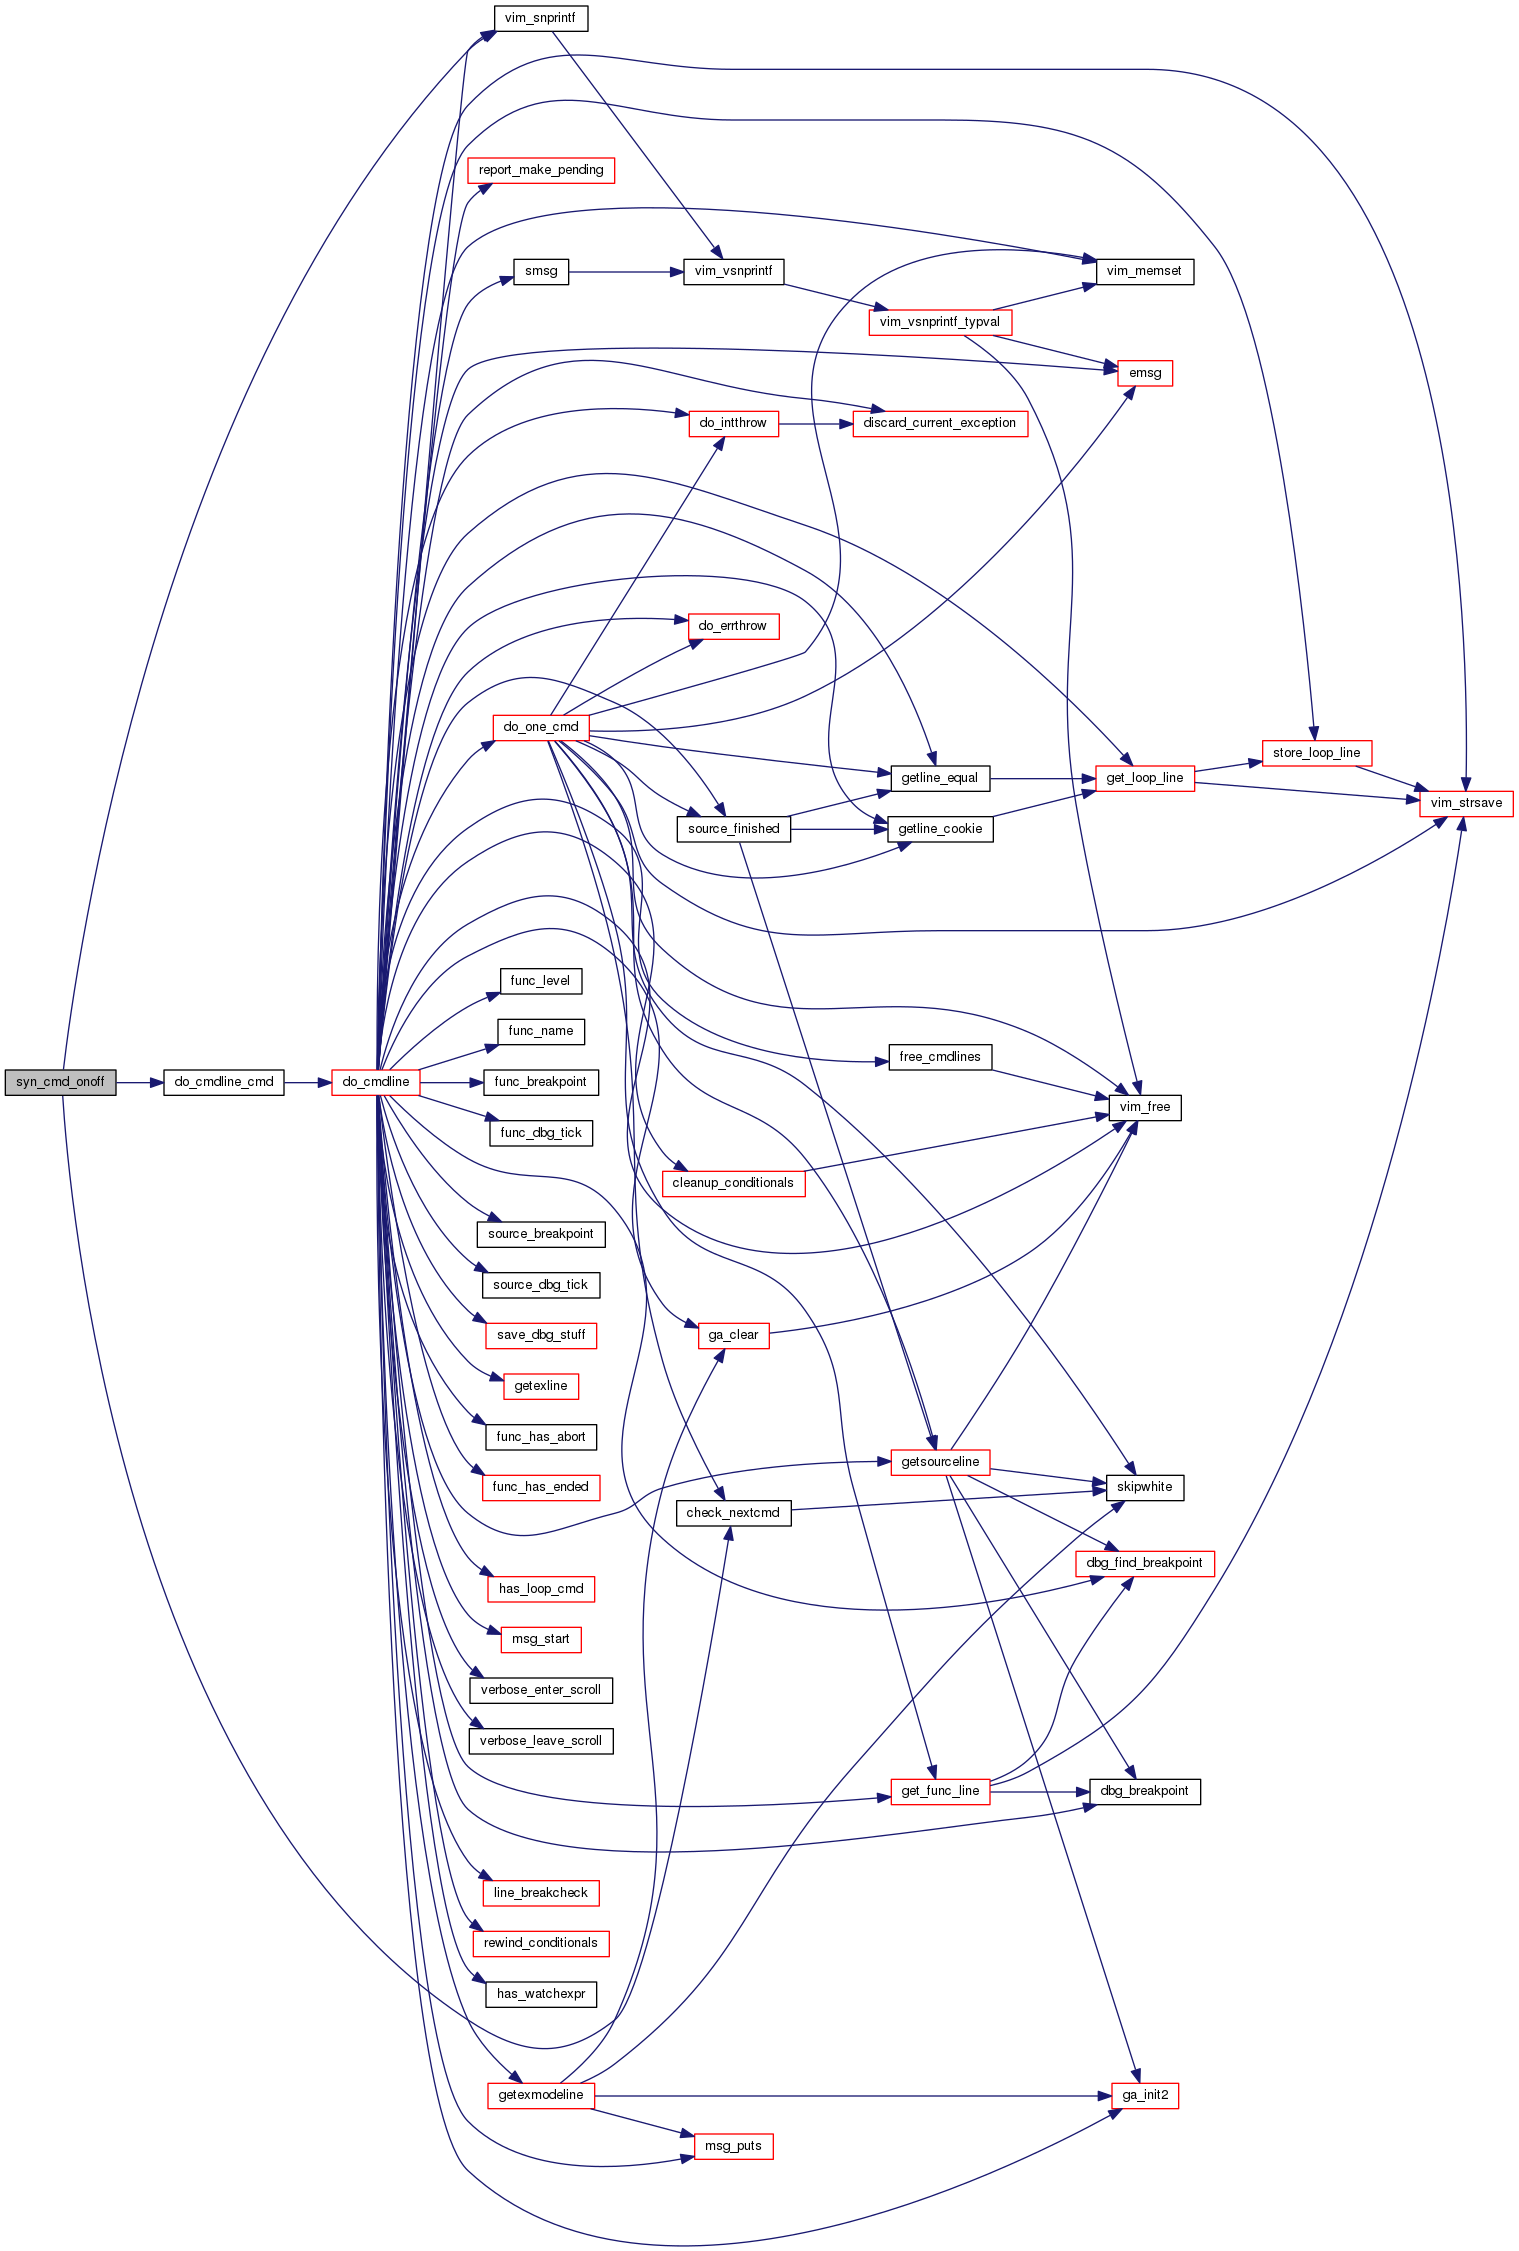 vim_snprintf
report_make_pending
smsg
vim_vsnprintf
vim_memset
vim_vsnprintf_typval
emsg
do_intthrow
discard_current_exception
do_errthrow
do_one_cmd
store_loop_line
getline_equal
get_loop_line
vim_strsave
source_finished
getline_cookie
func_level
func_name
free_cmdlines
syn_cmd_onoff
do_cmdline_cmd
do_cmdline
func_breakpoint
vim_free
func_dbg_tick
cleanup_conditionals
source_breakpoint
source_dbg_tick
save_dbg_stuff
ga_clear
getexline
func_has_abort
getsourceline
func_has_ended
skipwhite
check_nextcmd
dbg_find_breakpoint
has_loop_cmd
msg_start
verbose_enter_scroll
verbose_leave_scroll
get_func_line
dbg_breakpoint
line_breakcheck
rewind_conditionals
has_watchexpr
getexmodeline
ga_init2
msg_puts